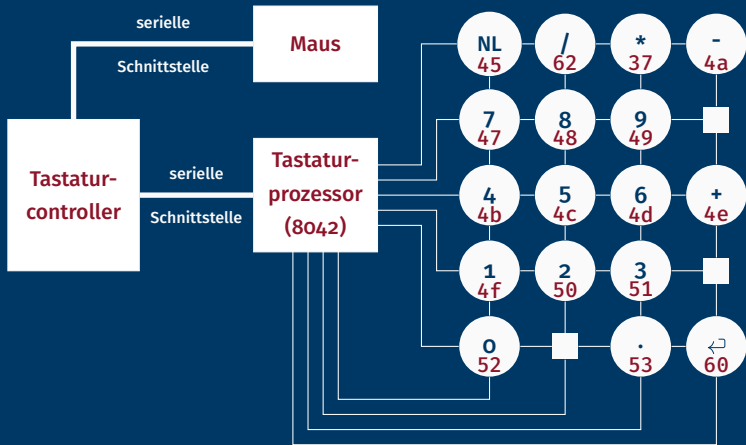 serielle
Schnittstelle
Maus
Tastatur-
controller
serielle
Schnittstelle
Tastatur-
prozessor
(8042)
NL / * -
45 62 37 4a
7 8 9
47 48 49
4 5 6 +
4b 4c 4d 4e
1 2 3
4f 50 51
0 . ↵
52 53 60